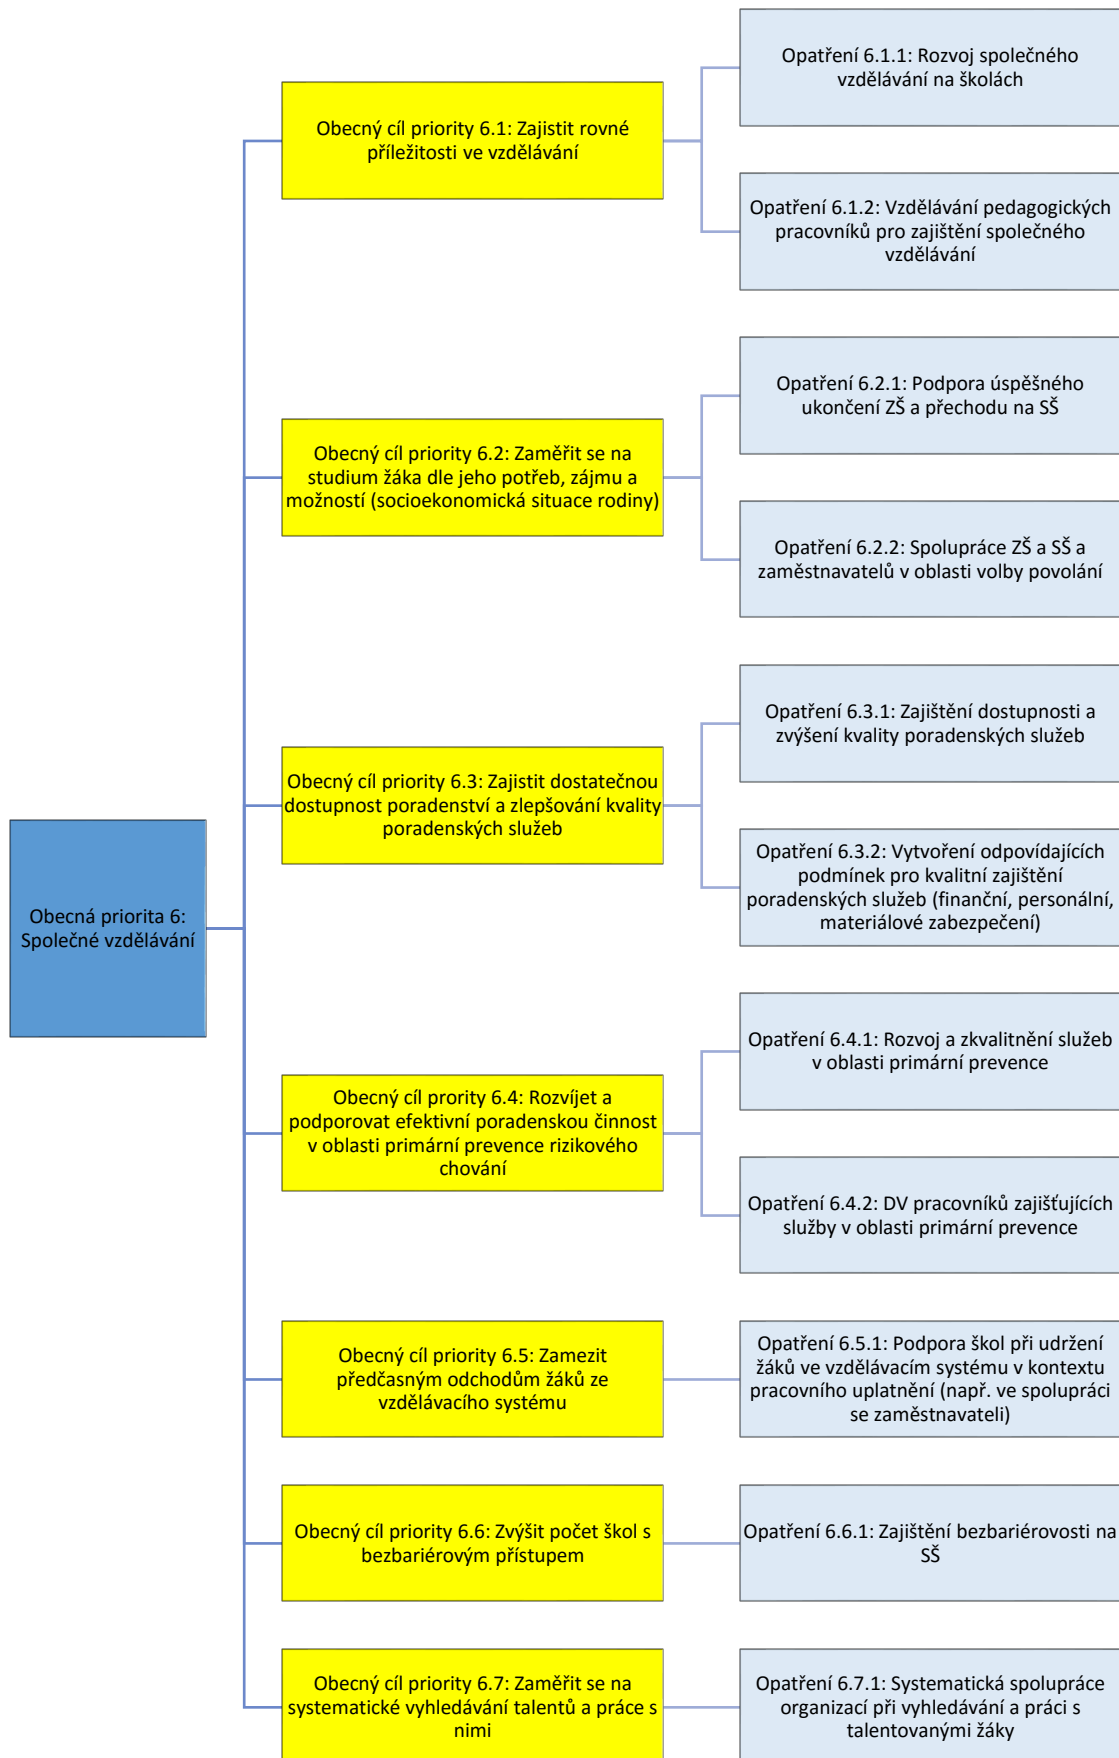 Obecná priorita 6:
Společné vzdělávání
Obecný cíl priority 6.1: Zajistit rovné
příležitosti ve vzdělávání
Opatření 6.1.1: Rozvoj společného
vzdělávání na školách
Opatření 6.1.2: Vzdělávání pedagogických
pracovníků pro zajištění společného
vzdělávání
Obecný cíl priority 6.2: Zaměřit se na
studium žáka dle jeho potřeb, zájmu a
možností (socioekonomická situace rodiny)
Opatření 6.2.1: Podpora úspěšného
ukončení ZŠ a přechodu na SŠ
Opatření 6.2.2: Spolupráce ZŠ a SŠ a
zaměstnavatelů v oblasti volby povolání
Obecný cíl priority 6.3: Zajistit dostatečnou
dostupnost poradenství a zlepšování kvality
poradenských služeb
Opatření 6.3.1: Zajištění dostupnosti a
zvýšení kvality poradenských služeb
Opatření 6.3.2: Vytvoření odpovídajících
podmínek pro kvalitní zajištění
poradenských služeb (finanční, personální,
materiálové zabezpečení)
Obecný cíl prority 6.4: Rozvíjet a
podporovat efektivní poradenskou činnost
v oblasti primární prevence rizikového
chování
Opatření 6.4.1: Rozvoj a zkvalitnění služeb
v oblasti primární prevence
Opatření 6.4.2: DV pracovníků zajišťujících
služby v oblasti primární prevence
Obecný cíl priority 6.5: Zamezit
předčasným odchodům žáků ze
vzdělávacího systému
Opatření 6.5.1: Podpora škol při udržení
žáků ve vzdělávacím systému v kontextu
pracovního uplatnění (např. ve spolupráci
se zaměstnavateli)
Obecný cíl priority 6.6: Zvýšit počet škol s
bezbariérovým přístupem
Opatření 6.6.1: Zajištění bezbariérovosti na
SŠ
Obecný cíl priority 6.7: Zaměřit se na
systematické vyhledávání talentů a práce s
nimi
Opatření 6.7.1: Systematická spolupráce
organizací při vyhledávání a práci s
talentovanými žáky